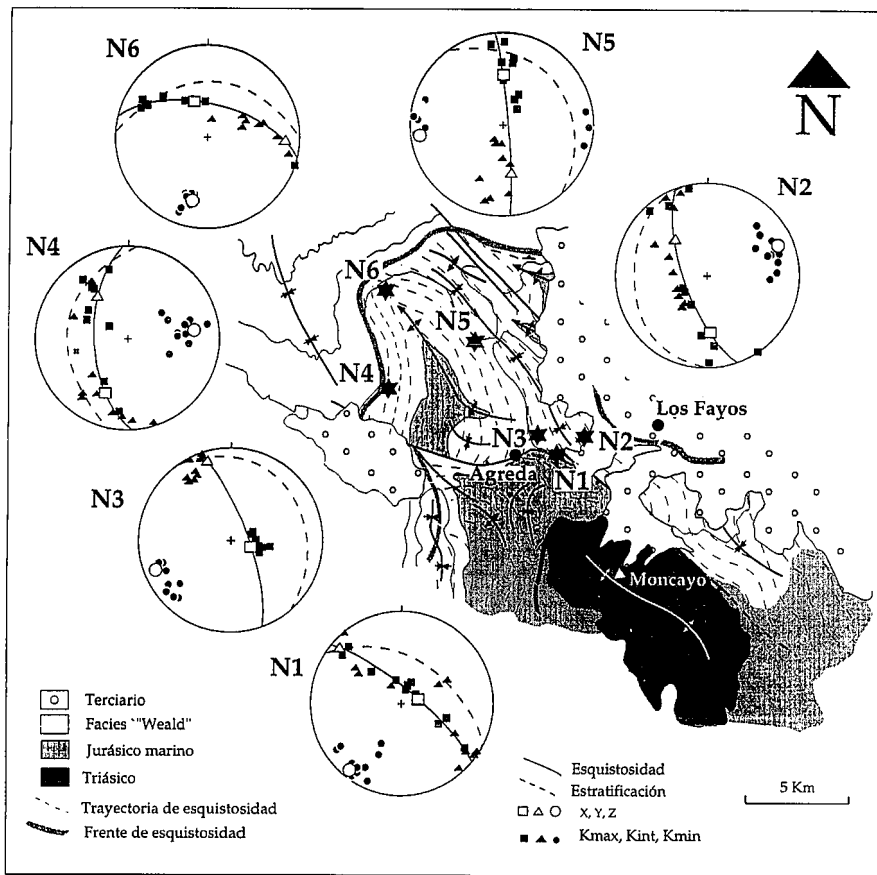 N6
N5
N
N2
N4
N6
N5
N4
Los Fayos
N3
N2
Agreda
N1
N3
Moncayo
N1
Terciario
Facies "Weald"
Jurásico marino
Triásico
Trayectoria de esquistosidad
Frente de esquistosidad
Esquistosidad
Estratificación
X, Y, Z
Kmax, Kint, Kmin
5 Km